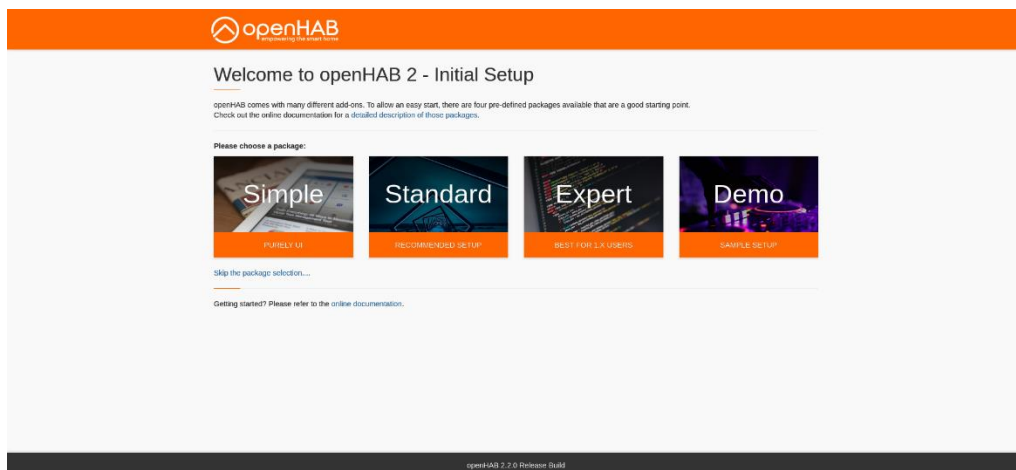 openHAB
empowering the smart home
Welcome to openHAB 2 - Initial Setup
openHAB comes with many different add-ons. To allow an easy start, there are four pre-defined packages available that are a good starting point.
Check out the online documentation for a detailed description of those packages.
Please choose a package:
Simple
Standard
Expert
Demo
PURELY UI
RECOMMENDED SETUP
BEST FOR 1.X USERS
SAMPLE SETUP
Skip the package selection....
Getting started? Please refer to the online documentation.
openHAB 2.2.0 Release Build